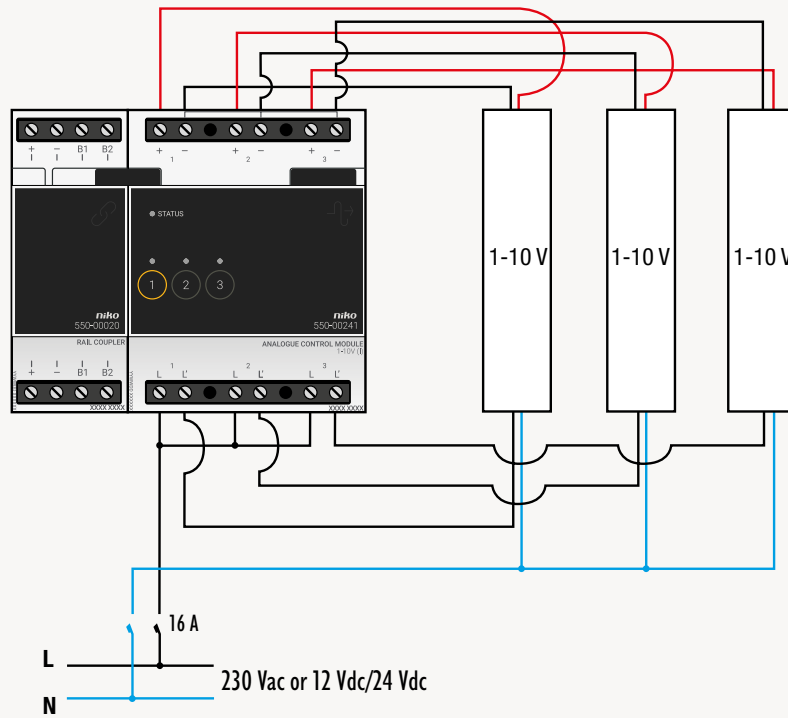 + – B1 B2
+ – + – + –
1 2 3
STATUS
1 2 3
niko
550-00020
niko
550-00241
RAIL COUPLER
ANALOGUE CONTROL MODULE
1-10V (I)
+ – B1 B2
1 2 3
L L' L L' L L'
XXXX XXXX
XXXX XXXX
1-10 V
1-10 V
1-10 V
16 A
L
230 Vac or 12 Vdc/24 Vdc
N